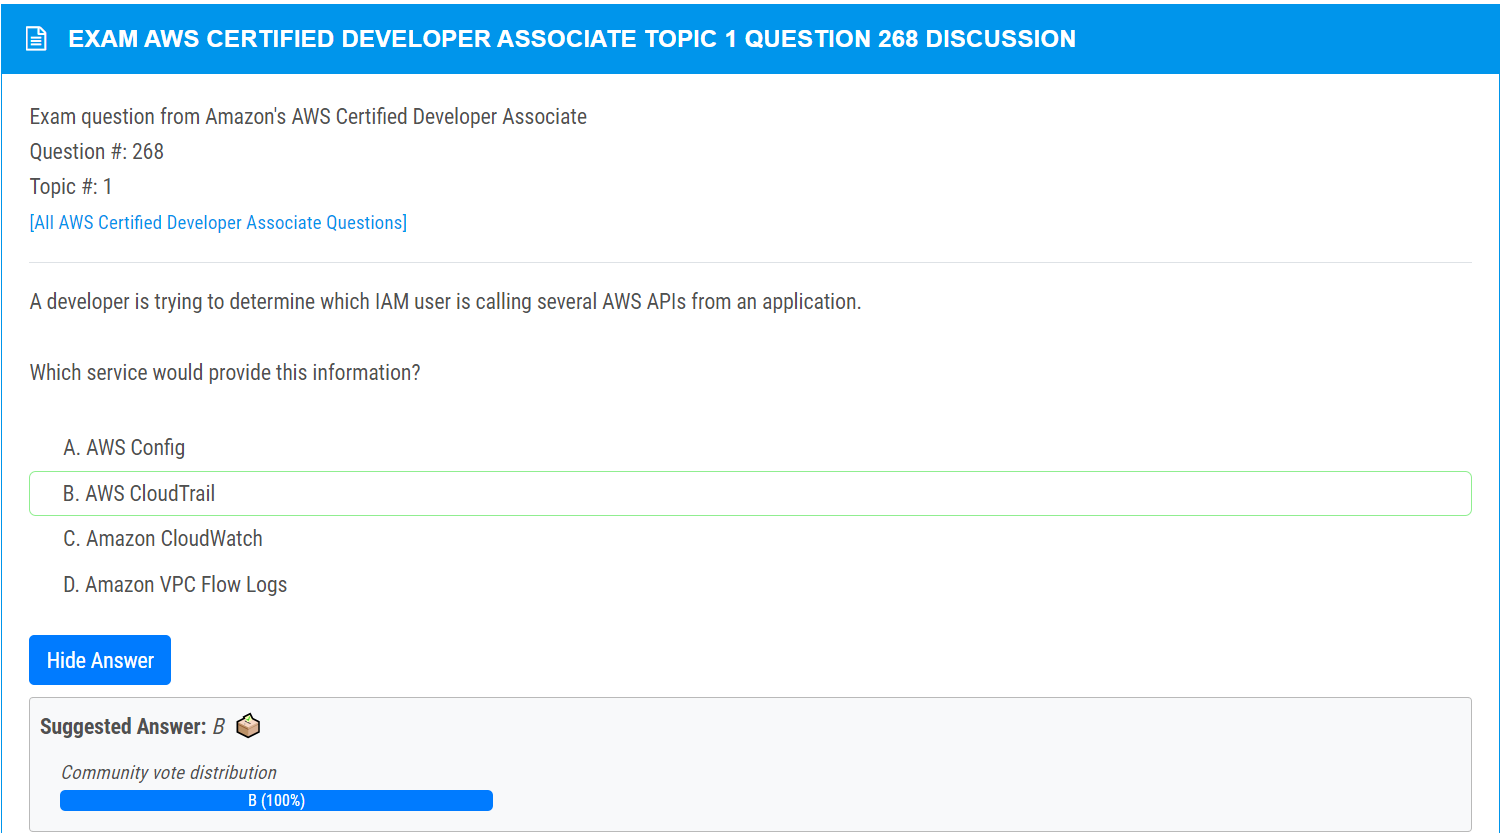 EXAM AWS CERTIFIED DEVELOPER ASSOCIATE TOPIC 1 QUESTION 268 DISCUSSION
Exam question from Amazon's AWS Certified Developer Associate
Question #: 268
Topic #: 1
[All AWS Certified Developer Associate Questions]
A developer is trying to determine which IAM user is calling several AWS APIs from an application.
Which service would provide this information?
A. AWS Config
B. AWS CloudTrail
C. Amazon CloudWatch
D. Amazon VPC Flow Logs
Hide Answer
Suggested Answer: B
Community vote distribution
B (100%)